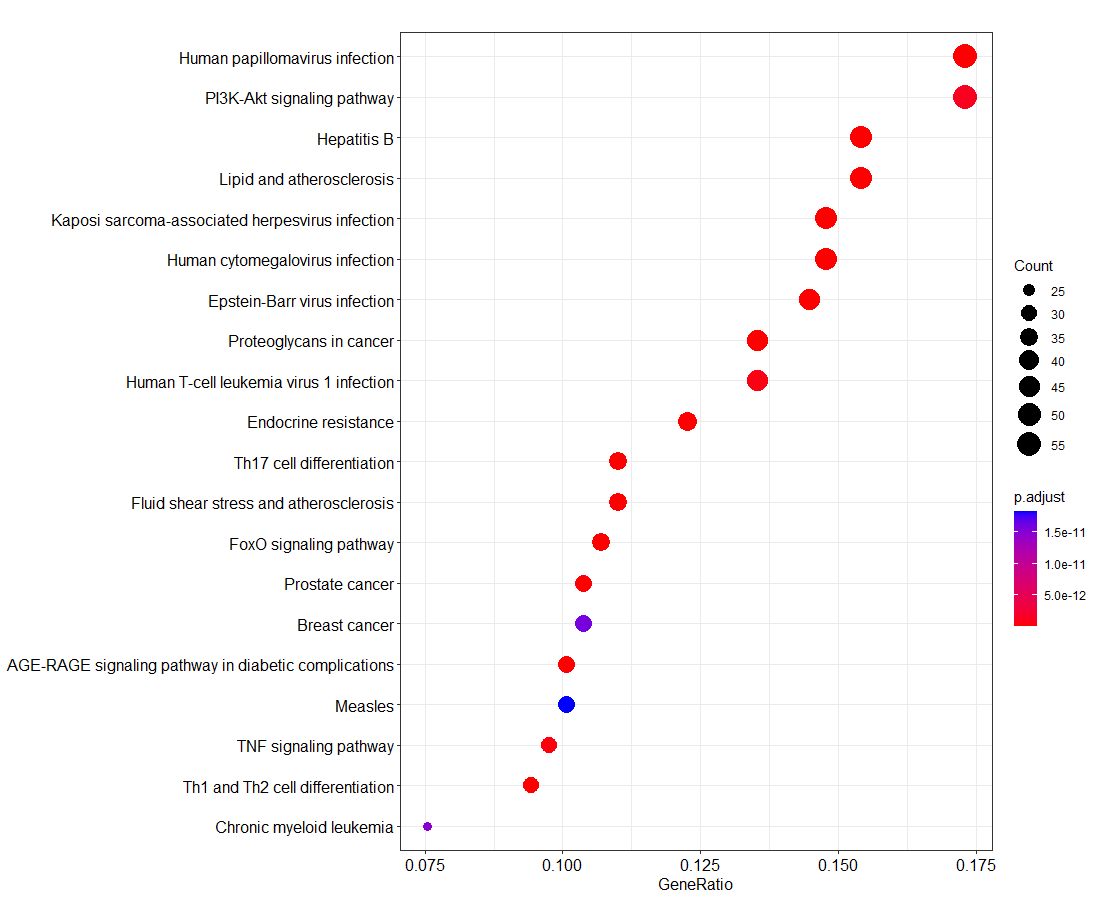 Human papillomavirus infection
PI3K-Akt signaling pathway
Hepatitis B
Lipid and atherosclerosis
Kaposi sarcoma-associated herpesvirus infection
Human cytomegalovirus infection
Epstein-Barr virus infection
Proteoglycans in cancer
Human T-cell leukemia virus 1 infection
Endocrine resistance
Th17 cell differentiation
Fluid shear stress and atherosclerosis
FoxO signaling pathway
Prostate cancer
Breast cancer
AGE-RAGE signaling pathway in diabetic complications
Measles
TNF signaling pathway
Th1 and Th2 cell differentiation
Chronic myeloid leukemia
0.075 0.100 0.125 0.150 0.175
GeneRatio
Count
25
30
35
40
45
50
55
p.adjust
1.5e-11
1.0e-11
5.0e-12